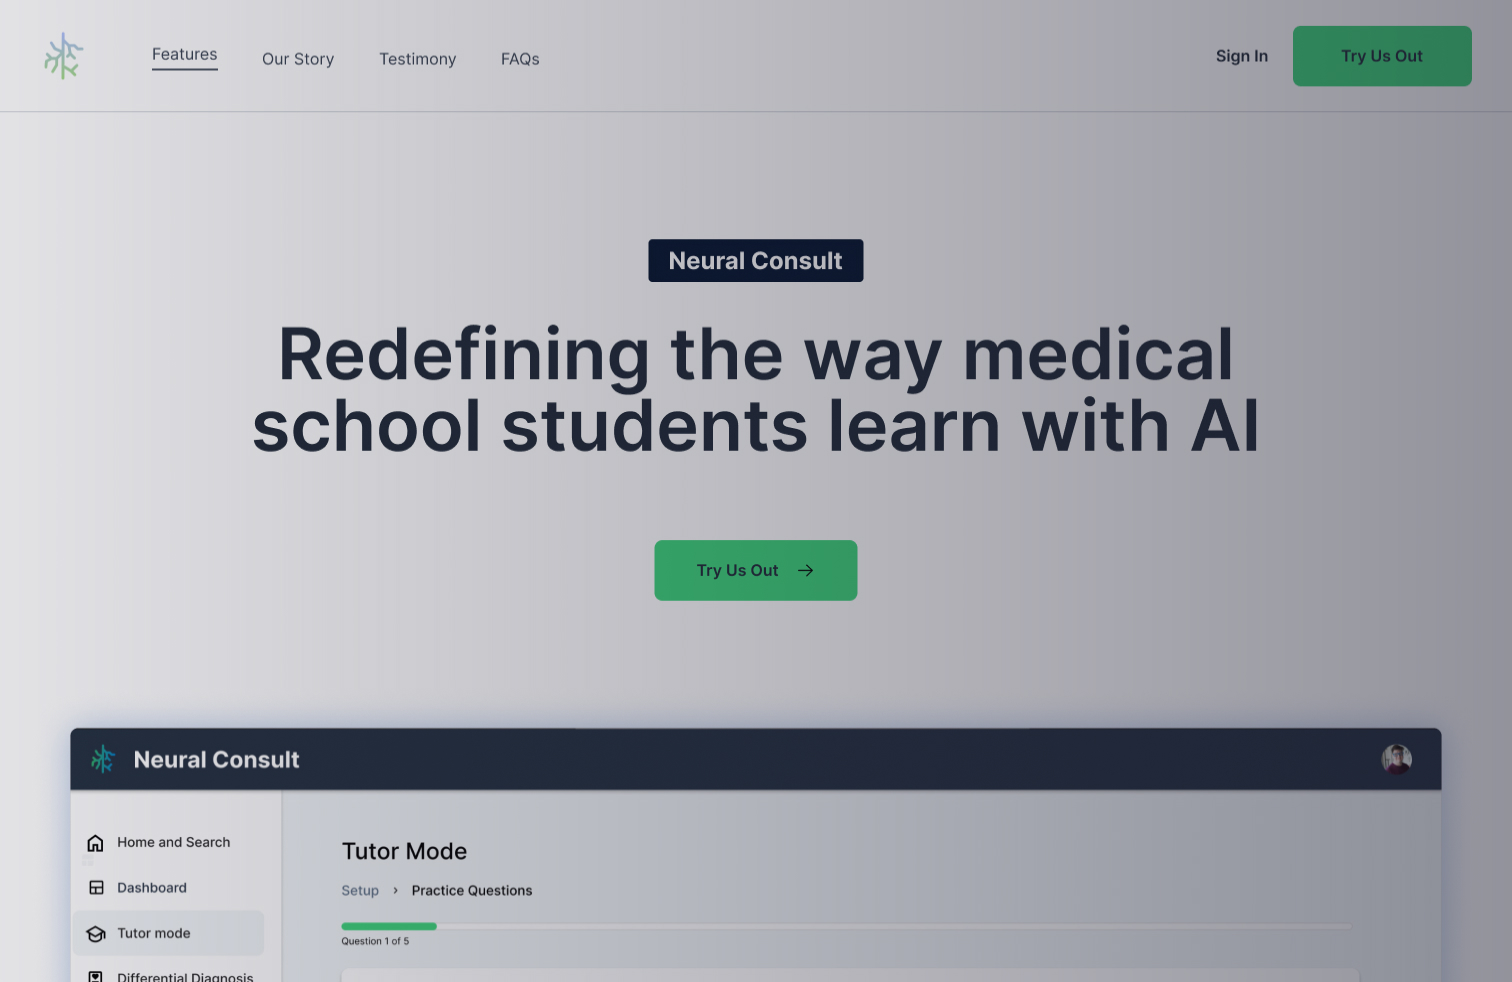 Features
Our Story
Testimony
FAQs
Sign In
Try Us Out
Neural Consult
Redefining the way medical
school students learn with AI
Try Us Out
Neural Consult
Home and Search
Dashboard
Tutor mode
Differential Diagnosis
Tutor Mode
Setup > Practice Questions
Question 1 of 5